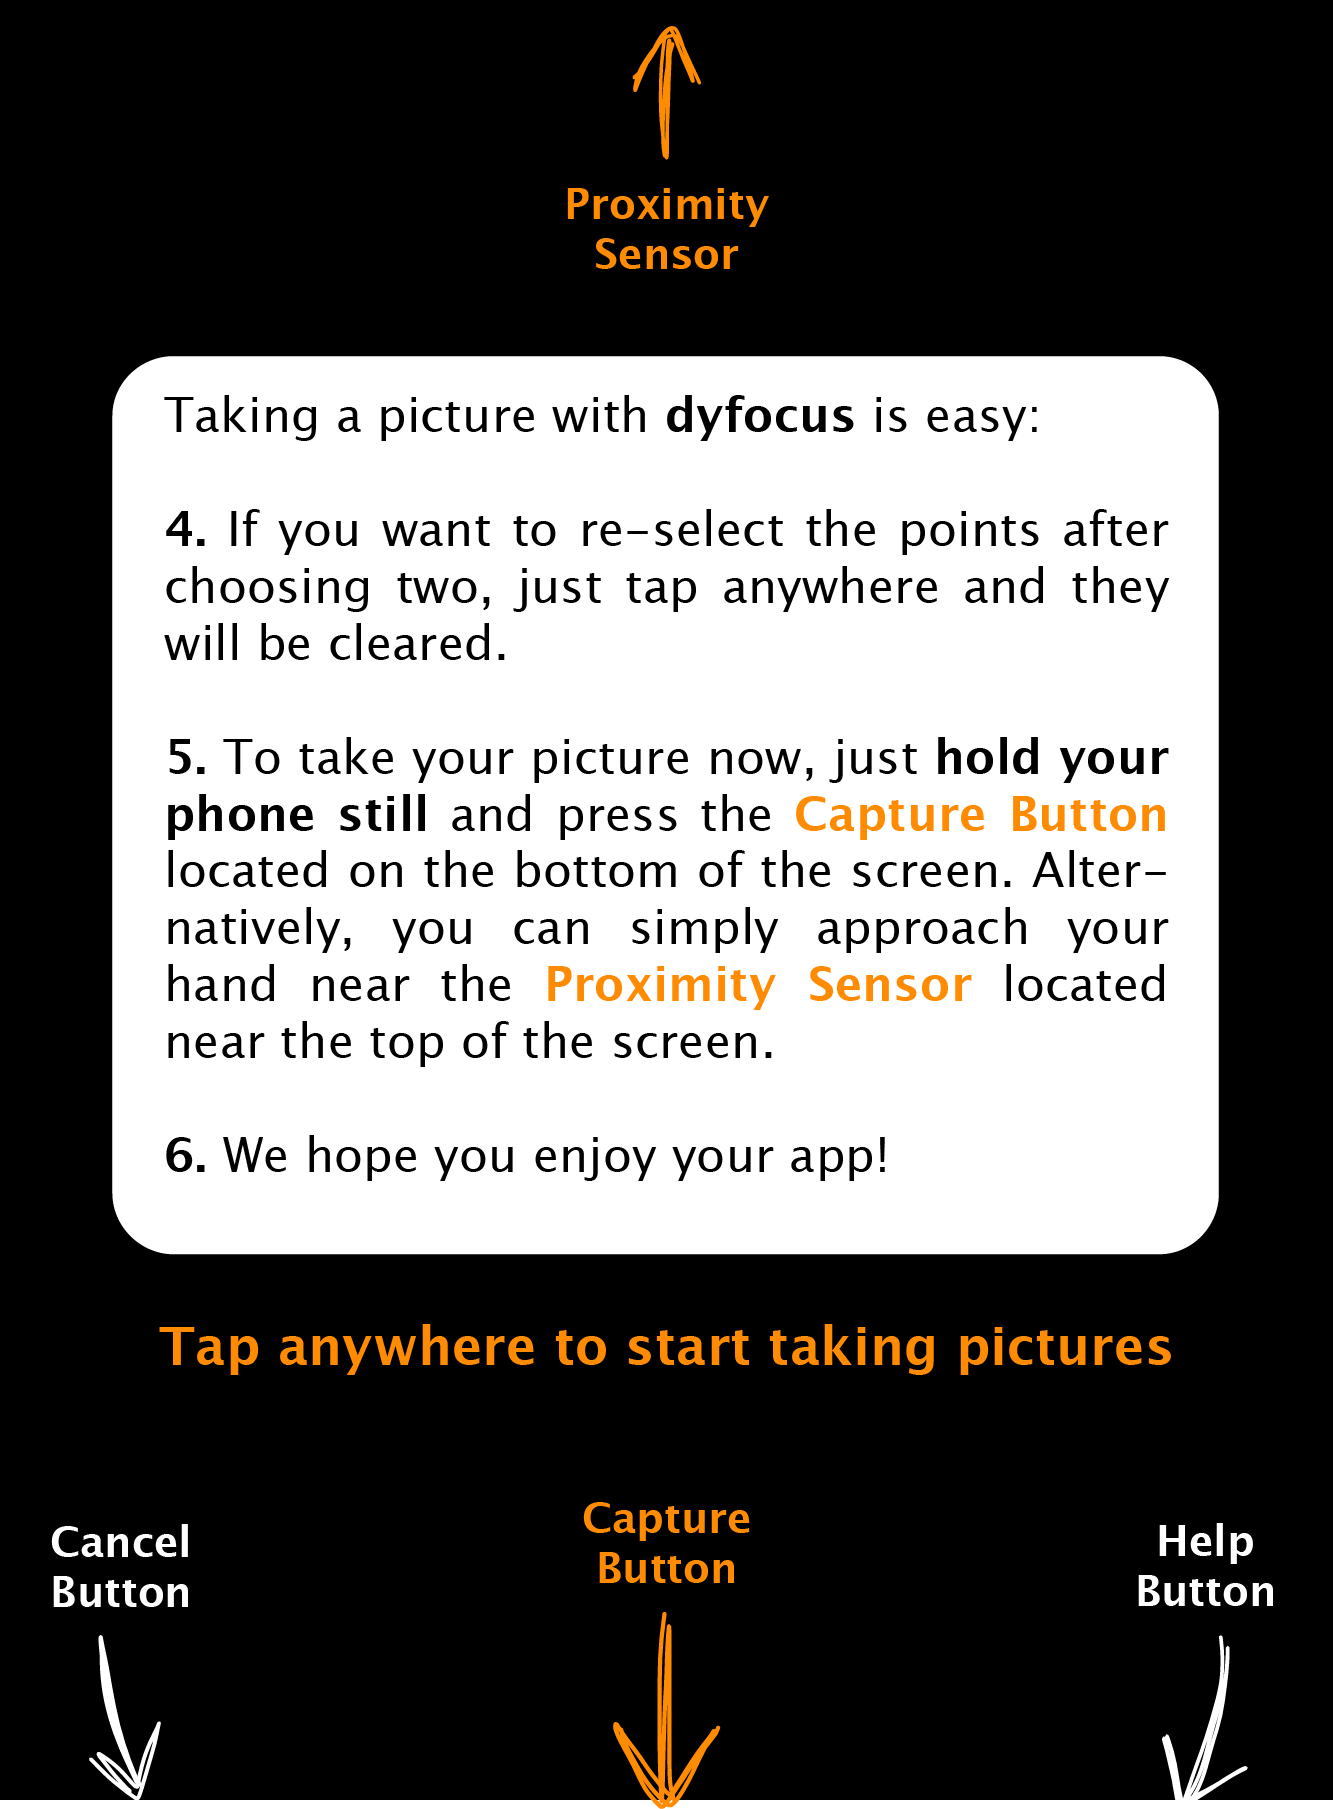 Proximity
Sensor
Taking a picture with dyfocus is easy:
4. If you want to re-select the points after
choosing two, just tap anywhere and they
will be cleared.
5. To take your picture now, just hold your
phone still and press the Capture Button
located on the bottom of the screen. Alter-
natively, you can simply approach your
hand near the Proximity Sensor located
near the top of the screen.
6. We hope you enjoy your app!
Tap anywhere to start taking pictures
Cancel
Button
Capture
Button
Help
Button